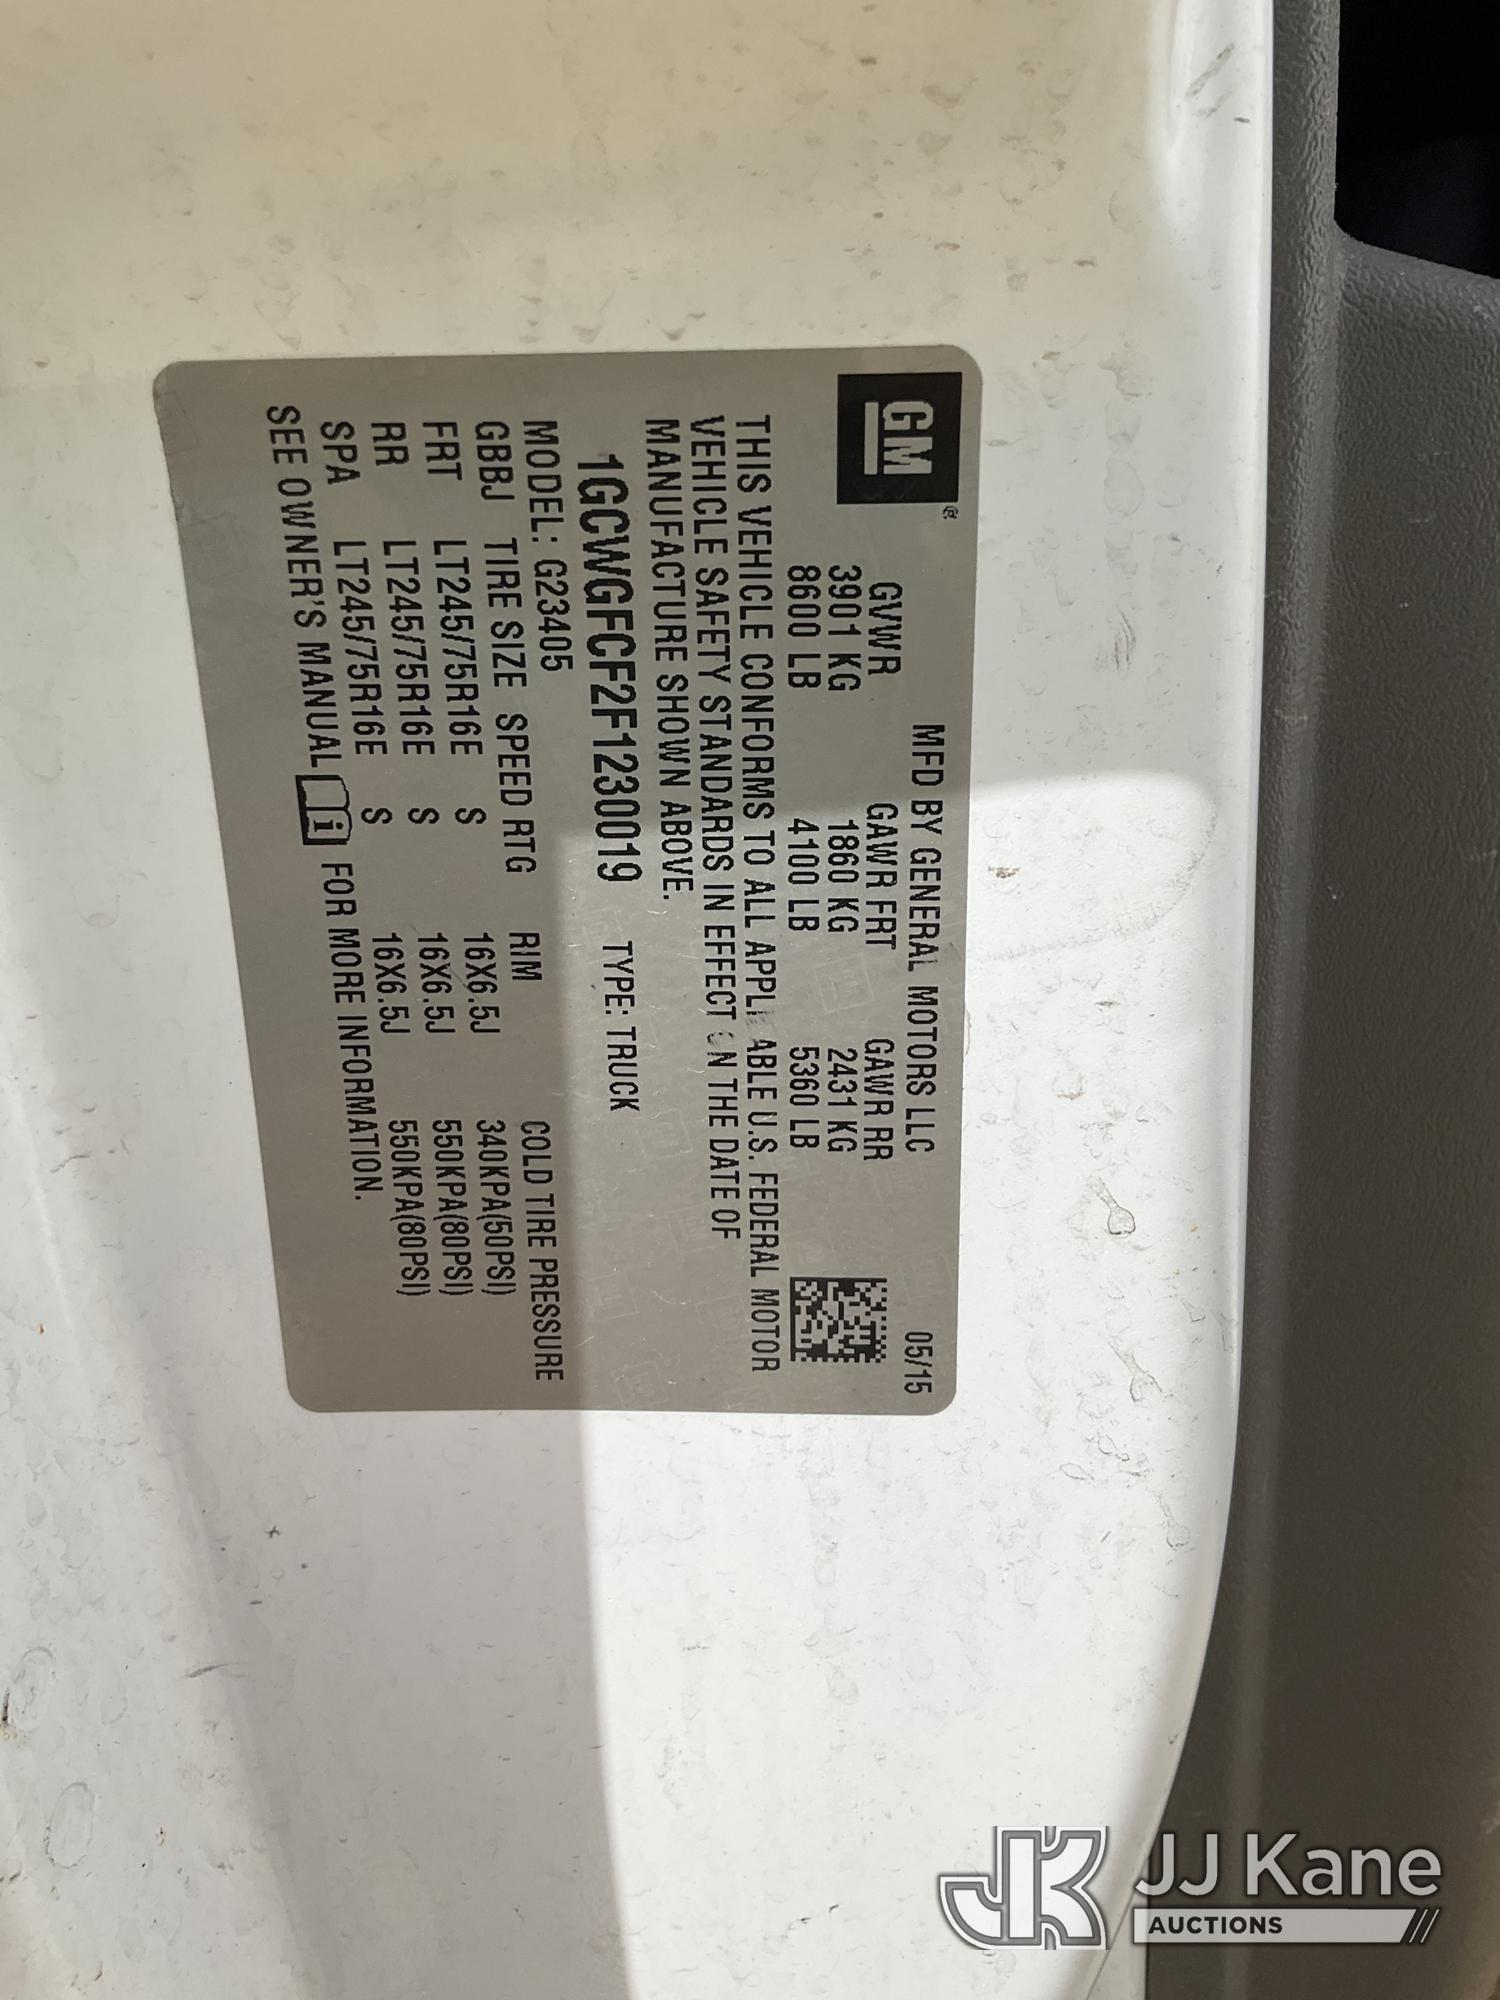 GM
MFD BY GENERAL MOTORS LLC 05/15
GVWR GAWR FRT GAWR RR
3901 KG 1860 KG 2431 KG
8600 LB 4100 LB 5360 LB
THIS VEHICLE CONFORMS TO ALL APPLICABLE U.S. FEDERAL MOTOR
VEHICLE SAFETY STANDARDS IN EFFECT ON THE DATE OF
MANUFACTURE SHOWN ABOVE.
1GCWGFCF2F1230019 TYPE: TRUCK
MODEL: G23405
GBBJ TIRE SIZE SPEED RTG RIM COLD TIRE PRESSURE
FRT LT245/75R16E S 16X6.5J 340KPA(50PSI)
RR LT245/75R16E S 16X6.5J 550KPA(80PSI)
SPA LT245/75R16E S 16X6.5J 550KPA(80PSI)
SEE OWNER'S MANUAL i FOR MORE INFORMATION.
JK JJ Kane
AUCTIONS